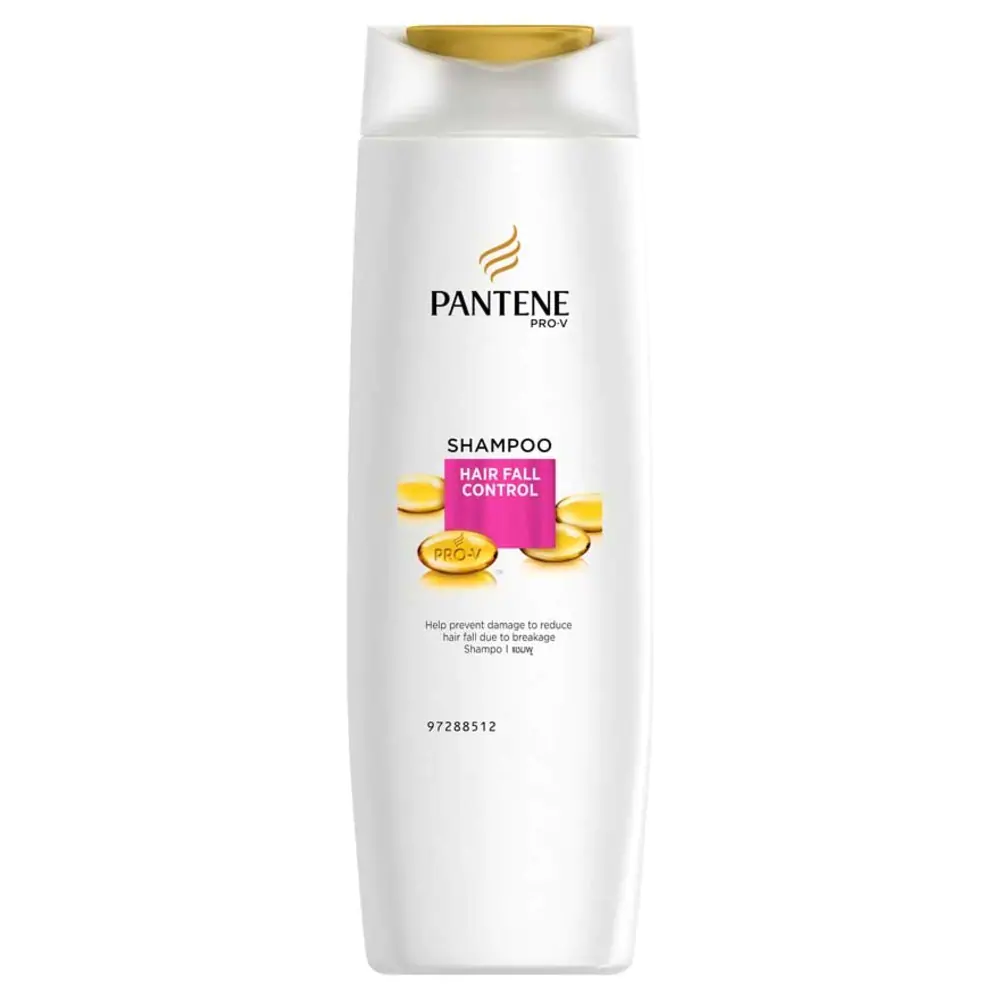 PANTENE
PRO-V
SHAMPOO
HAIR FALL
CONTROL
PRO-V
Help prevent damage to reduce
hair fall due to breakage
Shampo | แชมพู
97288512